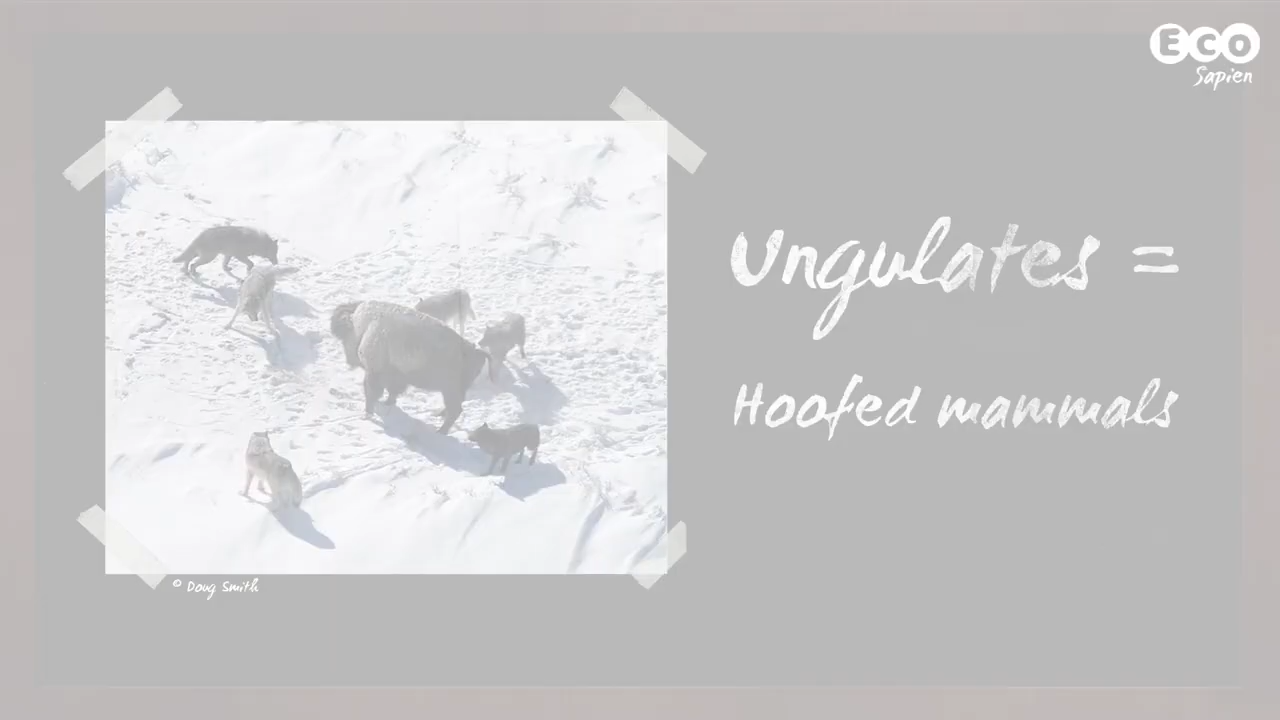 ECO
Sapien
Ungulates =
Hoofed mammals
© Doug Smith